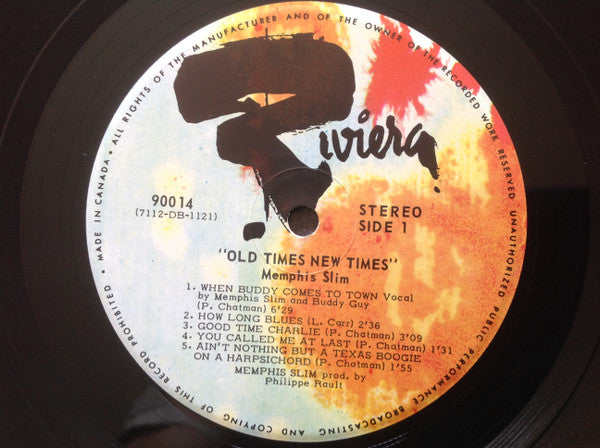 MADE IN CANADA • ALL RIGHTS OF THE MANUFACTURER AND OF THE OWNER OF THE RECORDED WORK RESERVED • UNAUTHORIZED PUBLIC PERFORMANCE BROADCASTING AND COPYING OF THIS RECORD PROHIBITED •
Riviera
90014
(7112-DB-1121)
STEREO
SIDE 1
"OLD TIMES NEW TIMES"
Memphis Slim
1. WHEN BUDDY COMES TO TOWN Vocal
by Memphis Slim and Buddy Guy
(P. Chatman) 6'29
2. HOW LONG BLUES (L. Carr) 2'36
3. GOOD TIME CHARLIE (P. Chatman) 3'09
4. YOU CALLED ME AT LAST (P. Chatman) 1'31
5. AIN'T NOTHING BUT A TEXAS BOOGIE
ON A HARPSICHORD (P. Chatman) 1'55
MEMPHIS SLIM prod. by
Philippe Rault